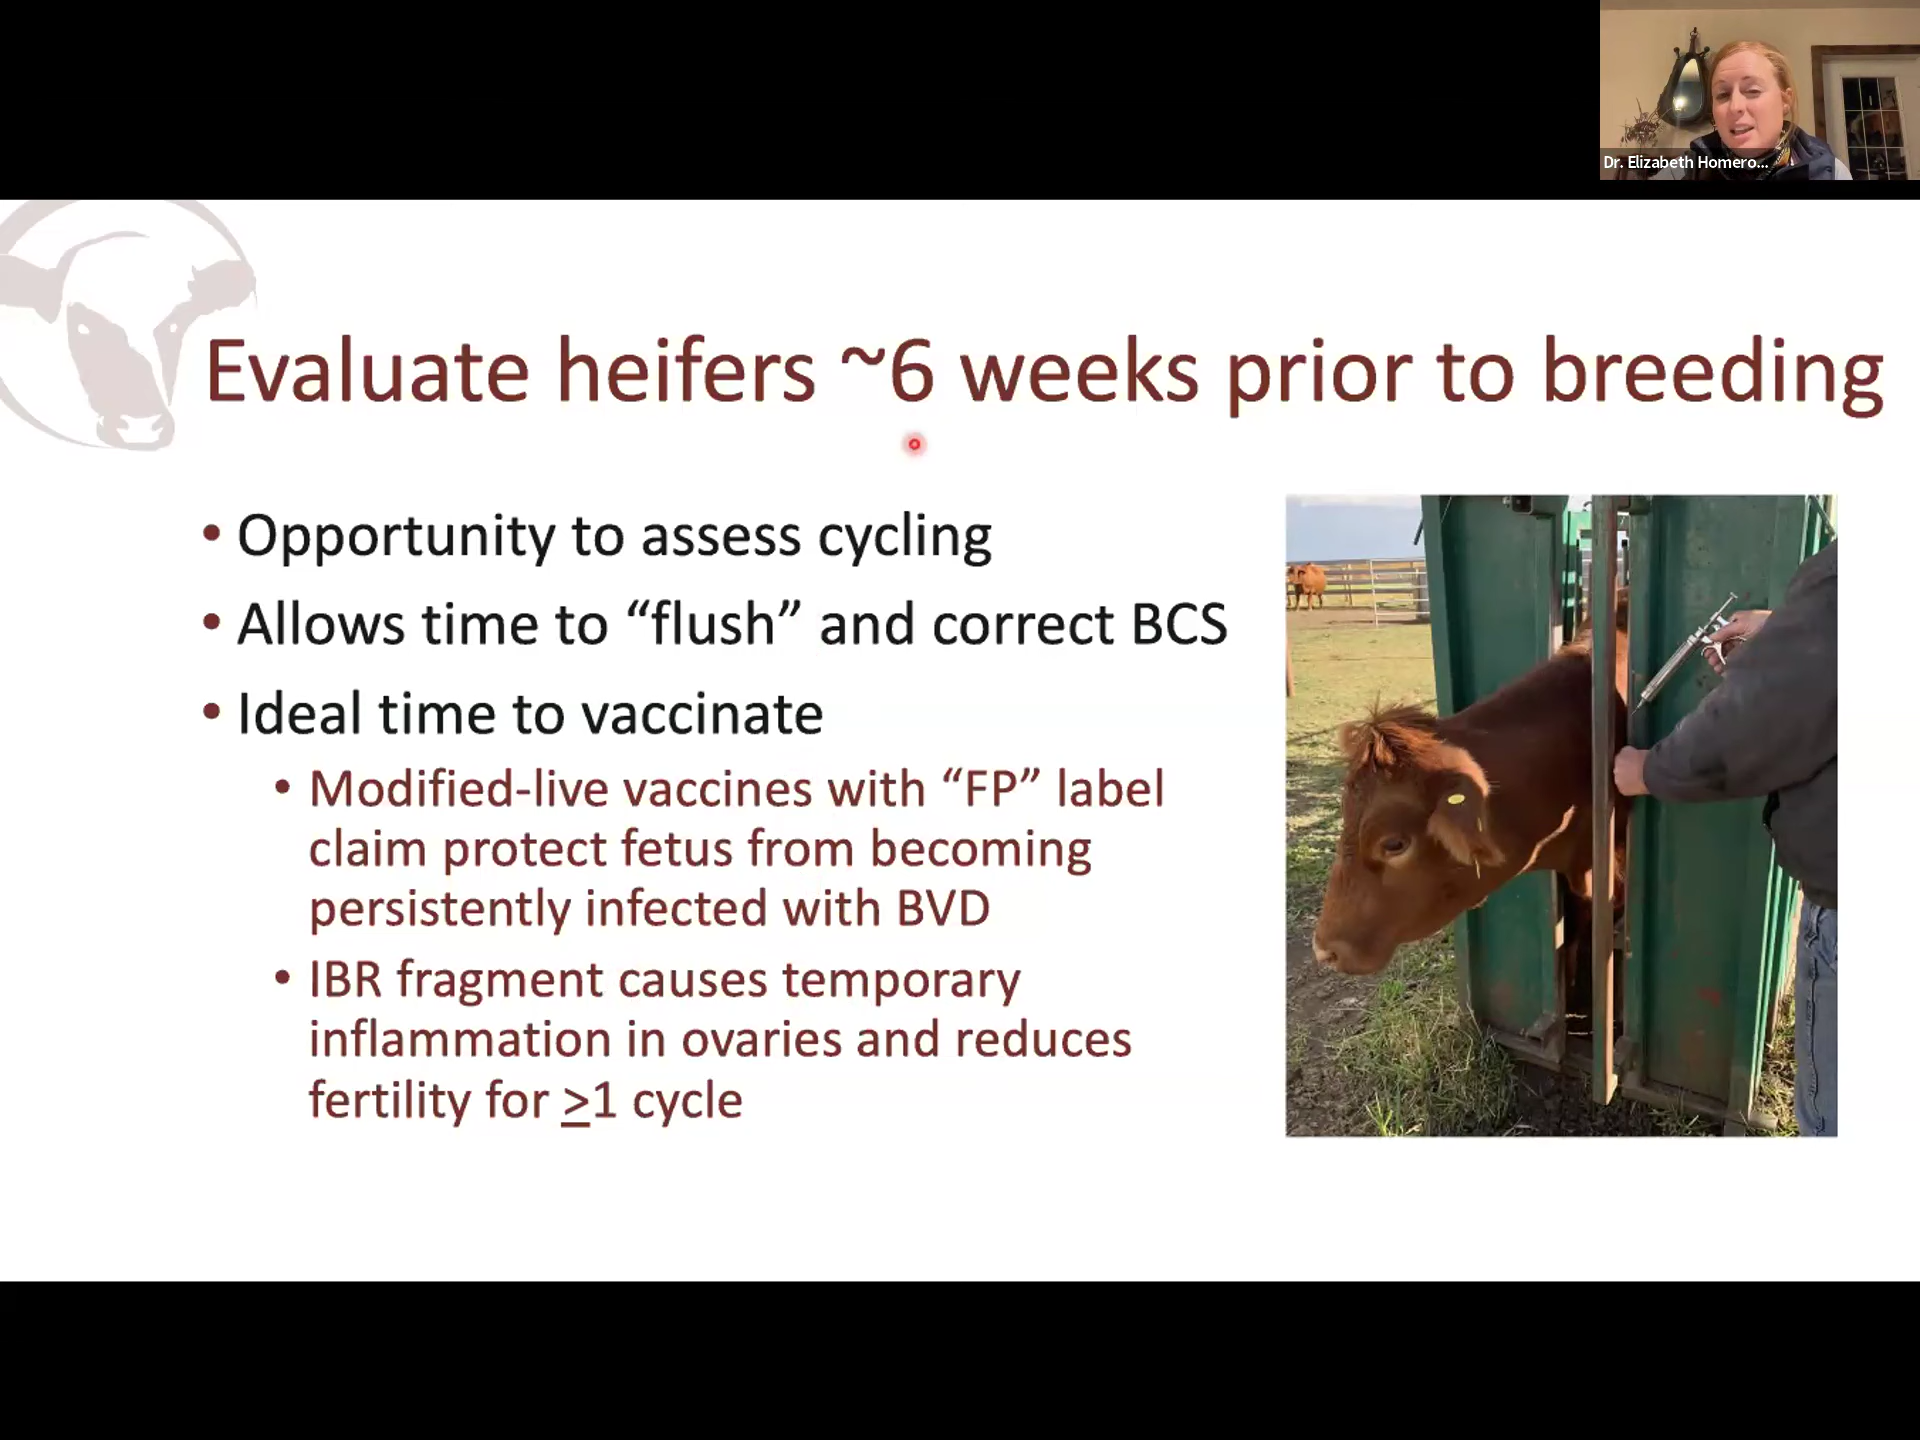 Dr. Elizabeth Homero...
Evaluate heifers ~6 weeks prior to breeding
• Opportunity to assess cycling
• Allows time to “flush” and correct BCS
• Ideal time to vaccinate
• Modified-live vaccines with “FP” label
claim protect fetus from becoming
persistently infected with BVD
• IBR fragment causes temporary
inflammation in ovaries and reduces
fertility for ≥1 cycle